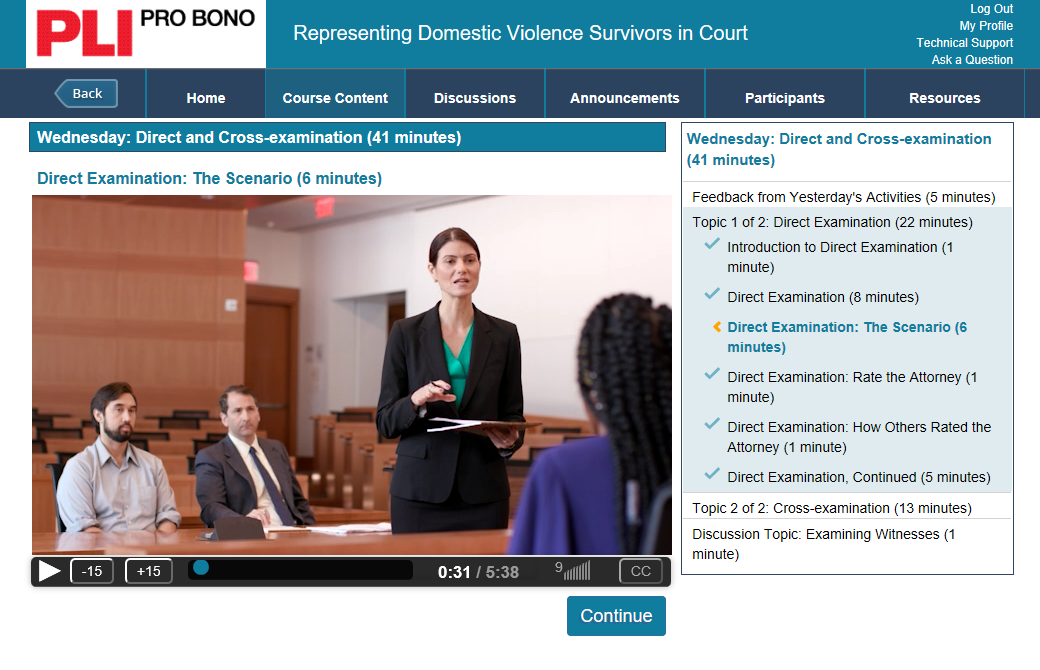 PLI PRO BONO
Representing Domestic Violence Survivors in Court
Log Out
My Profile
Technical Support
Ask a Question
Back
Home
Course Content
Discussions
Announcements
Participants
Resources
Wednesday: Direct and Cross-examination (41 minutes)
Direct Examination: The Scenario (6 minutes)
-15
+15
0:31 / 5:38
9
CC
Continue
Wednesday: Direct and Cross-examination
(41 minutes)
Feedback from Yesterday's Activities (5 minutes)
Topic 1 of 2: Direct Examination (22 minutes)
Introduction to Direct Examination (1
minute)
Direct Examination (8 minutes)
Direct Examination: The Scenario (6
minutes)
Direct Examination: Rate the Attorney (1
minute)
Direct Examination: How Others Rated the
Attorney (1 minute)
Direct Examination, Continued (5 minutes)
Topic 2 of 2: Cross-examination (13 minutes)
Discussion Topic: Examining Witnesses (1
minute)